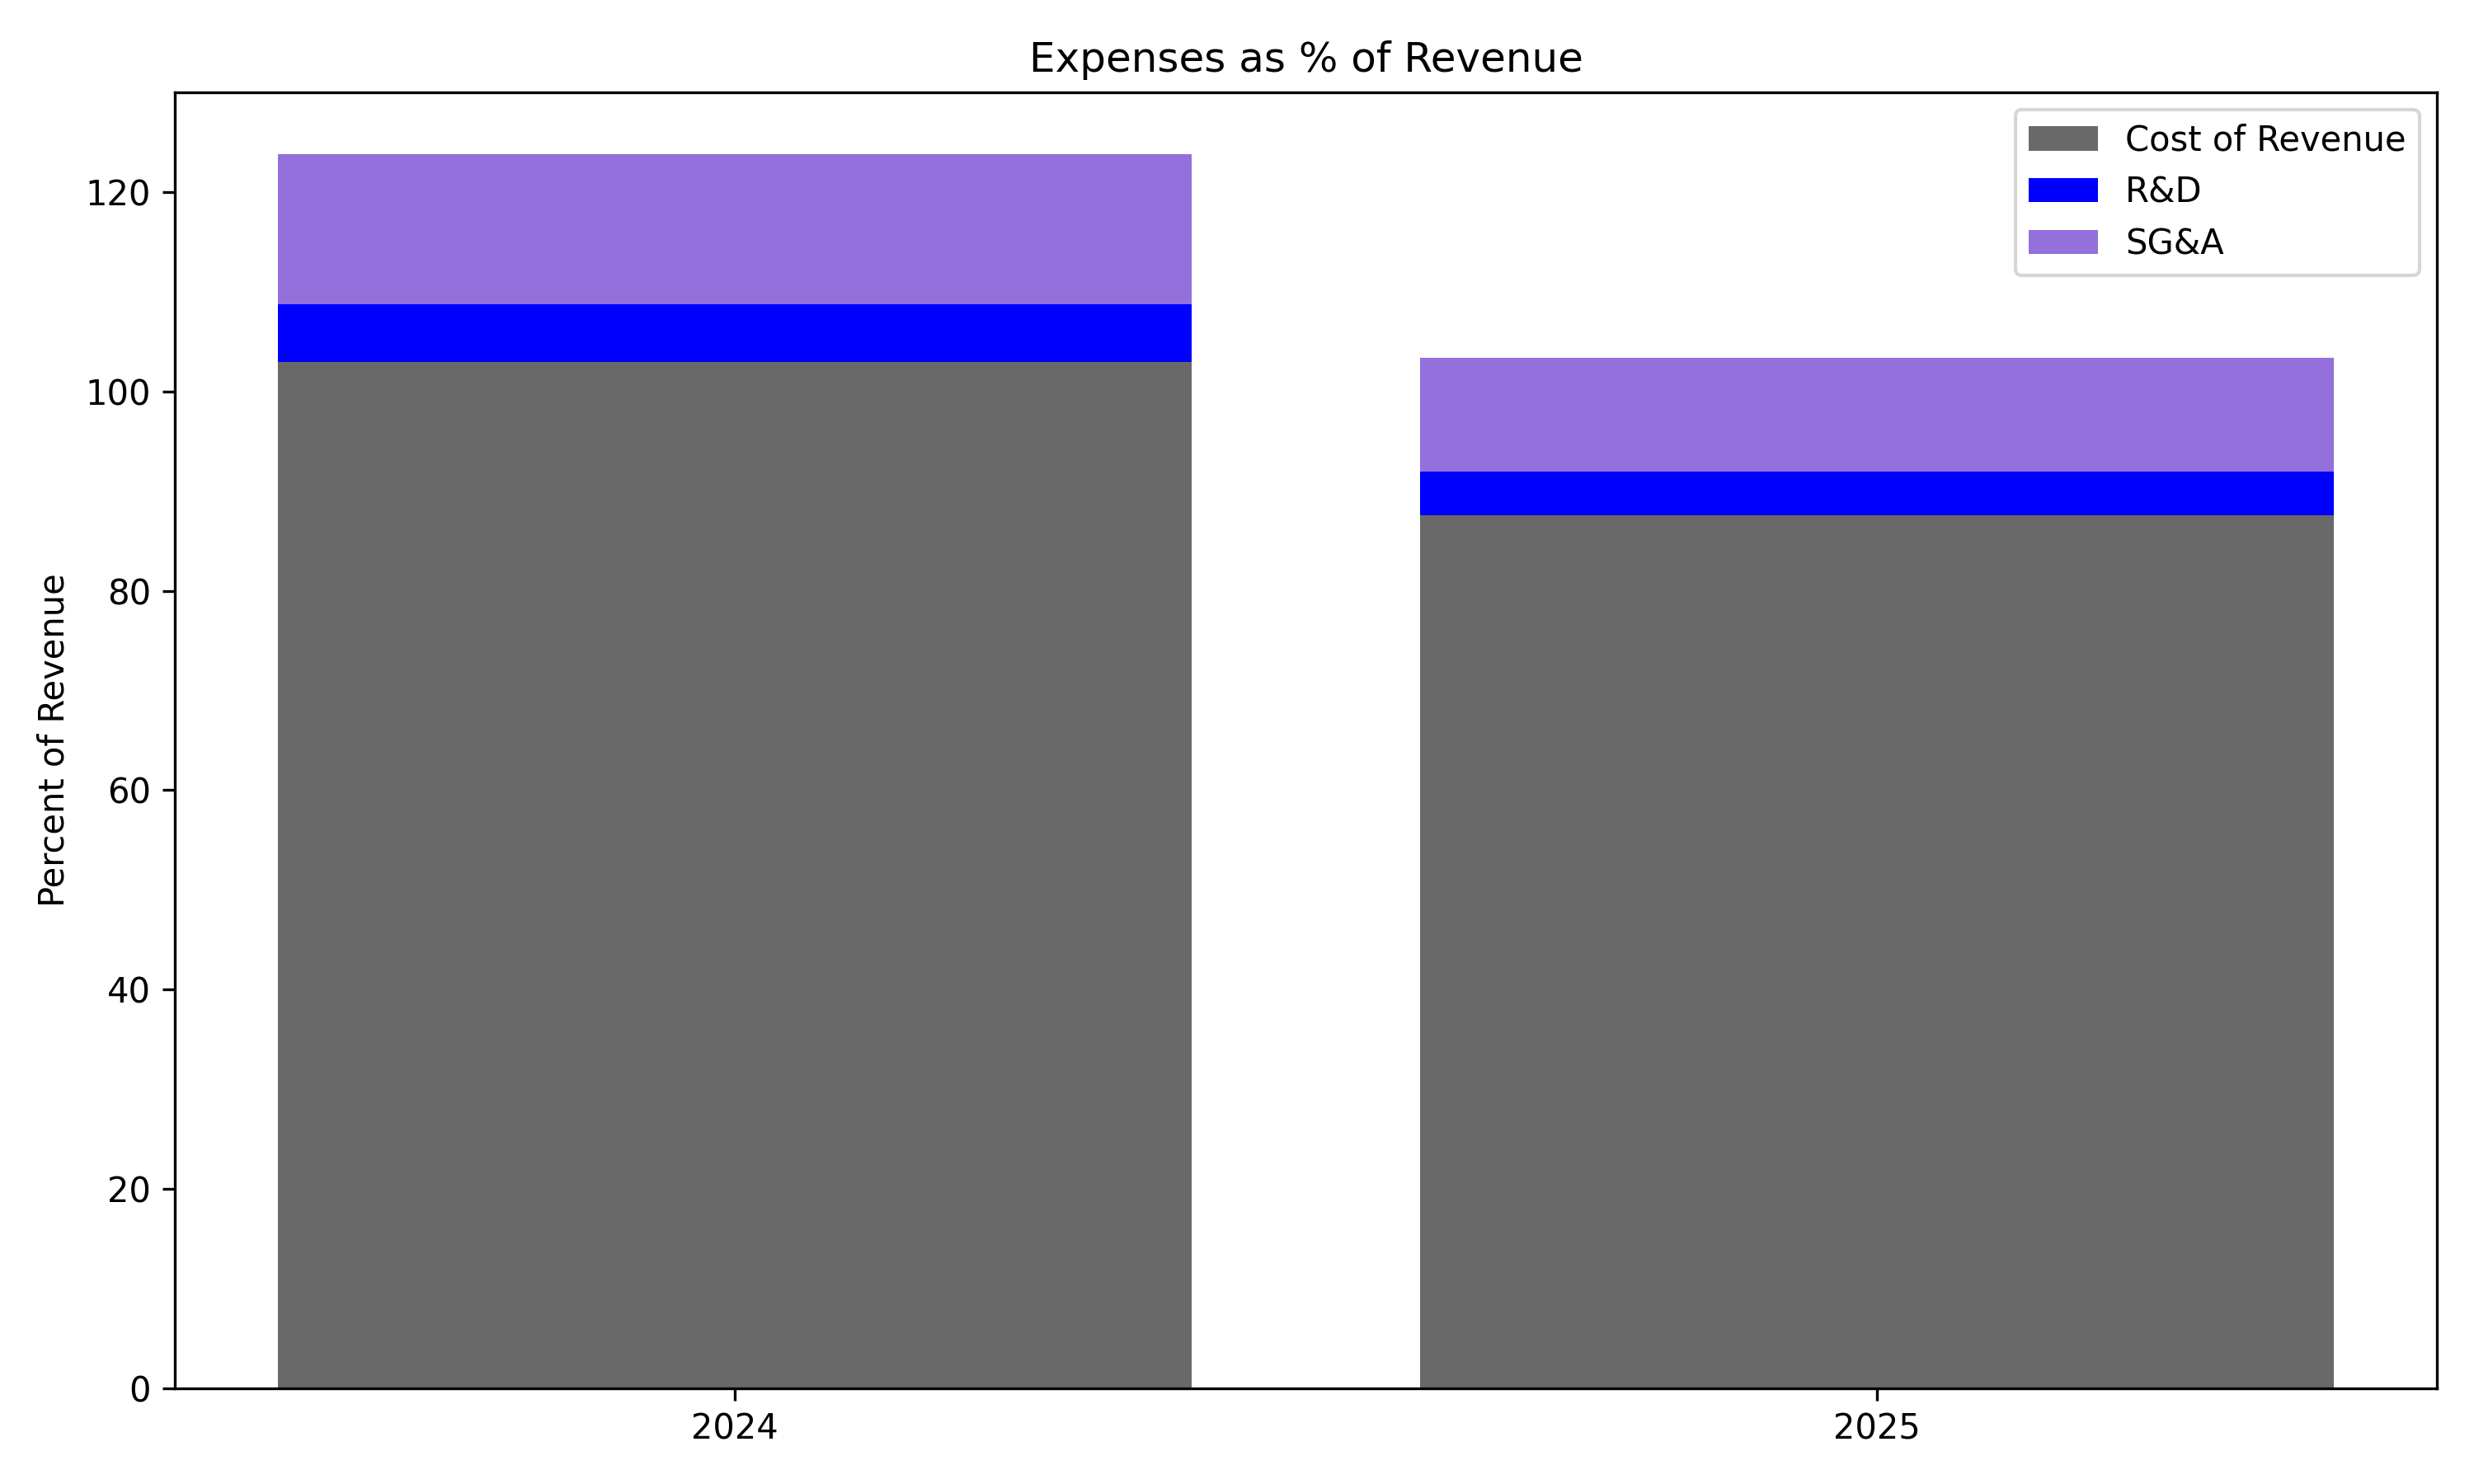 Expenses as % of Revenue
Cost of Revenue
R&D
SG&A
Percent of Revenue
120
100
80
60
40
20
0
2024
2025